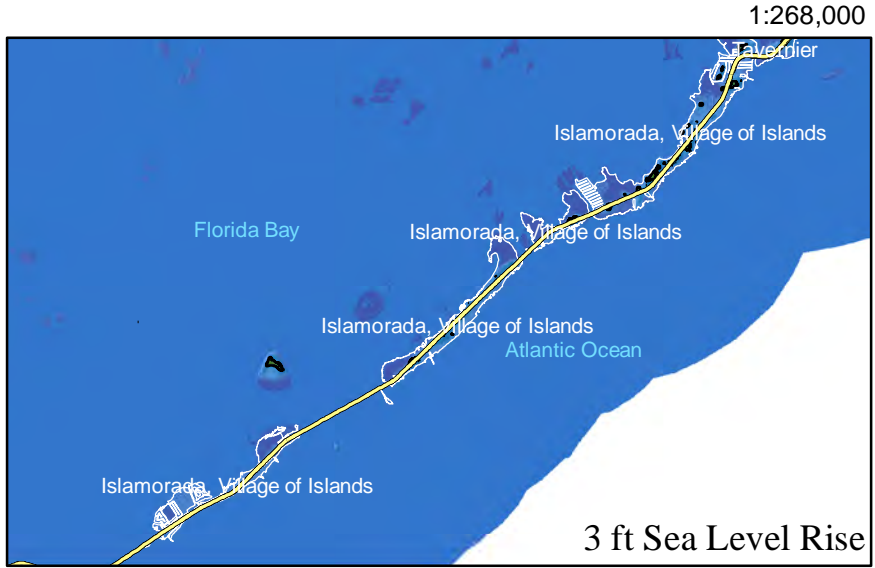 1:268,000
Tavernier
Islamorada, Village of Islands
Florida Bay
Islamorada, Village of Islands
Islamorada, Village of Islands
Atlantic Ocean
Islamorada, Village of Islands
3 ft Sea Level Rise